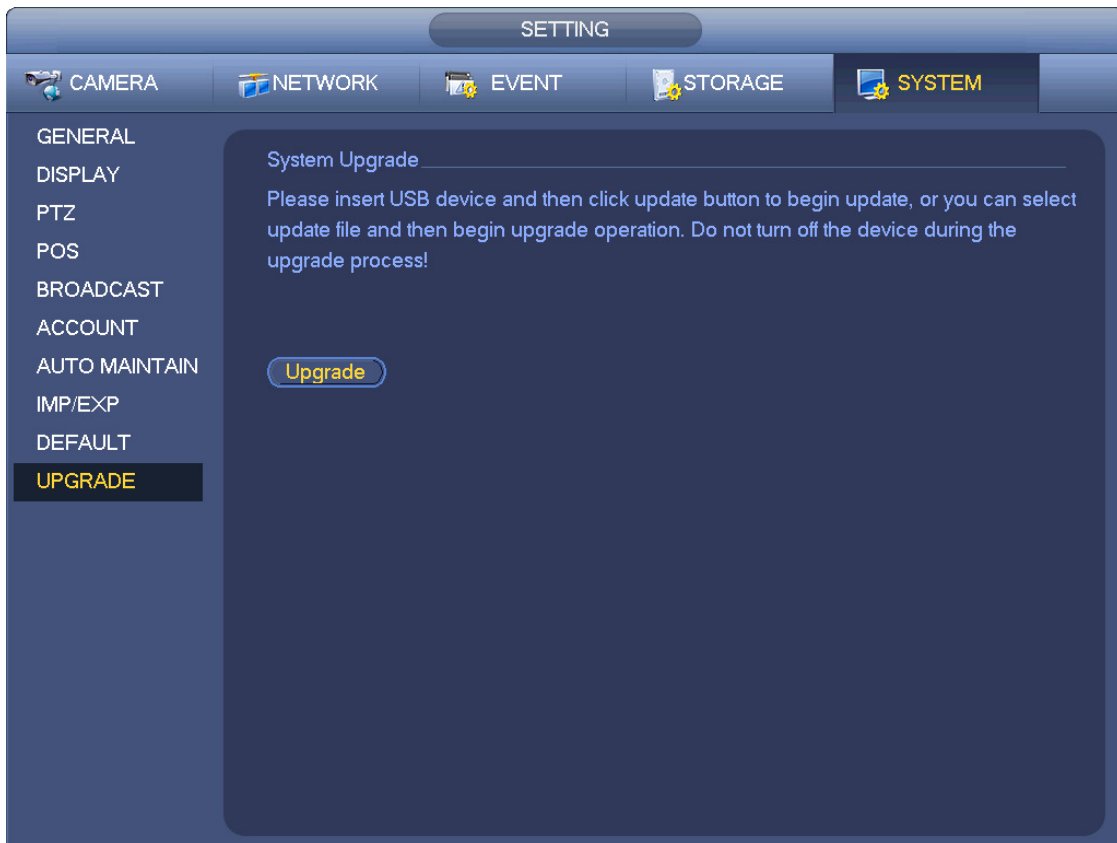 SETTING
CAMERA NETWORK EVENT STORAGE SYSTEM
GENERAL
DISPLAY
PTZ
POS
BROADCAST
ACCOUNT
AUTO MAINTAIN
IMP/EXP
DEFAULT
UPGRADE
System Upgrade
Please insert USB device and then click update button to begin update, or you can select
update file and then begin upgrade operation. Do not turn off the device during the
upgrade process!
Upgrade